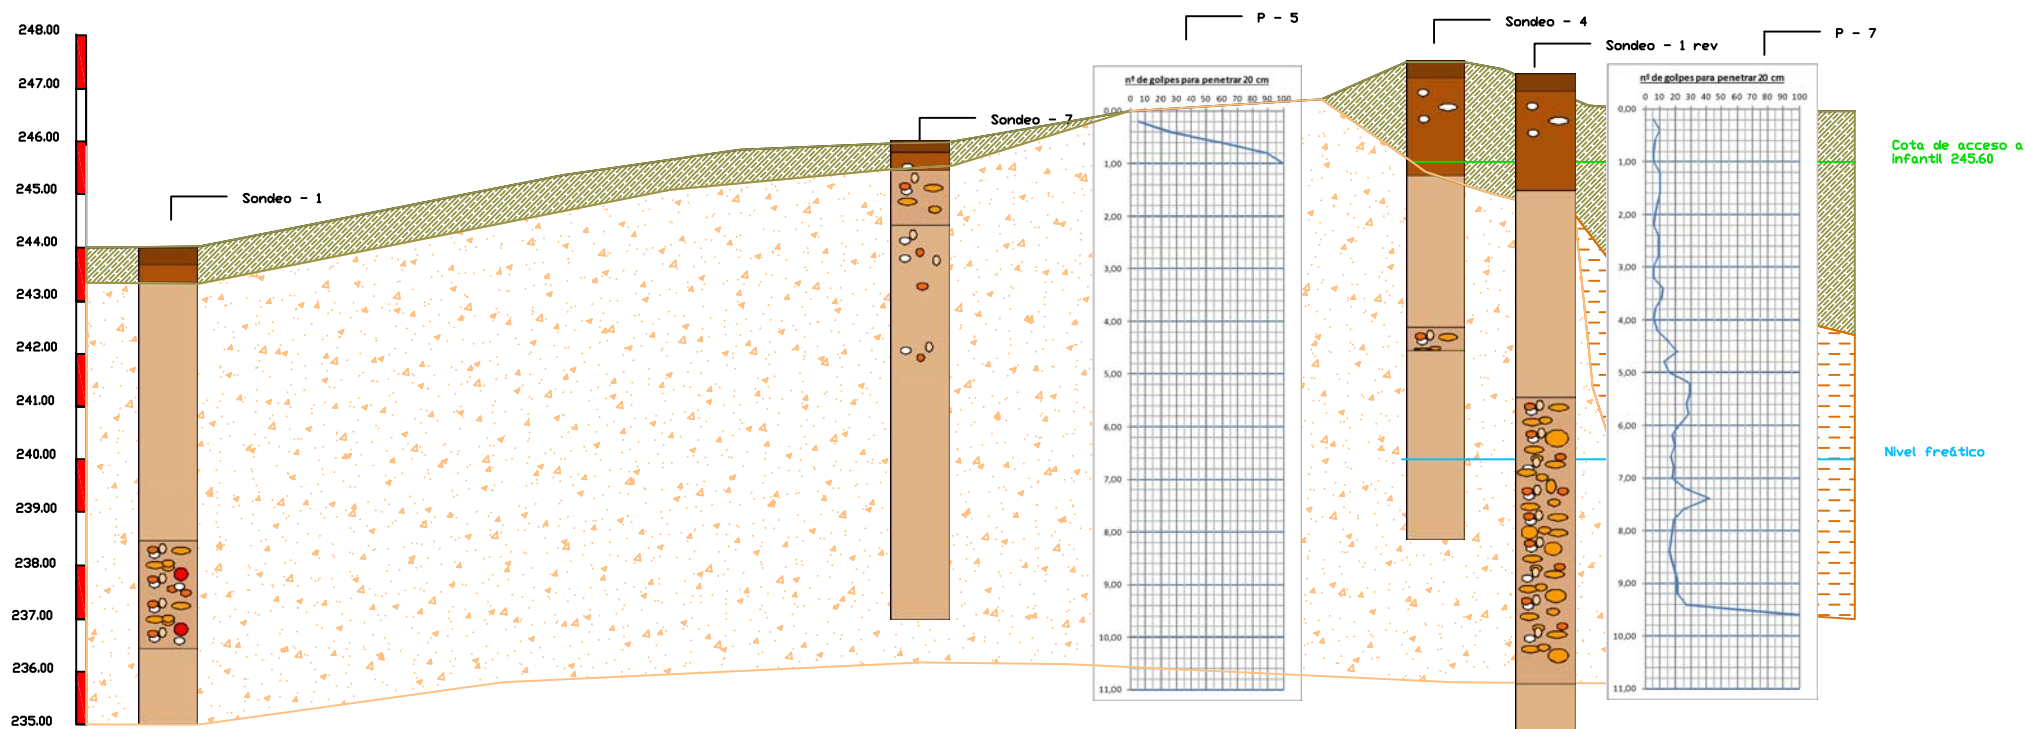 P - 5
Sondeo - 4
248.00
P - 7
Sondeo - 1 rev
nº de golpes para penetrar 20 cm
nº de golpes para penetrar 20 cm
247.00
0 10 20 30 40 50 60 70 80 90 100
0 10 20 30 40 50 60 70 80 90 100
0,00
0,00
Sondeo - 7
246.00
Cota de acceso a
Infantil 245.60
1,00
1,00
245.00
Sondeo - 1
2,00
2,00
244.00
3,00
3,00
243.00
4,00
4,00
242.00
5,00
5,00
241.00
6,00
6,00
240.00
Nivel freático
7,00
7,00
239.00
8,00
8,00
238.00
9,00
9,00
237.00
10,00
10,00
236.00
11,00
11,00
235.00